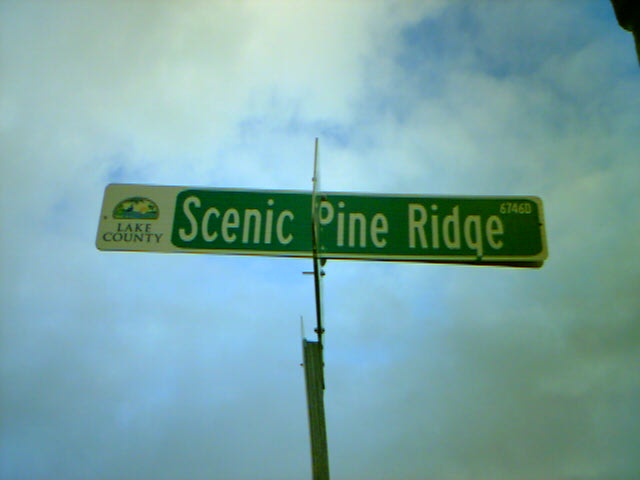 LAKE
COUNTY
Scenic Pine Ridge 6746D